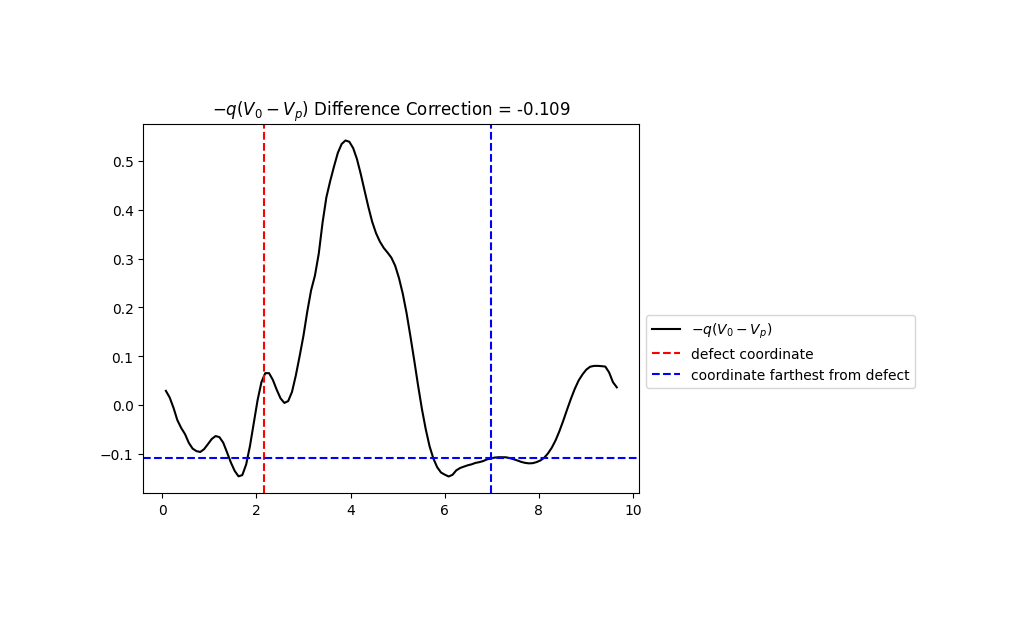 −q(V₀ − Vₚ) Difference Correction = -0.109
0.5
0.4
0.3
0.2
0.1
0.0
−0.1
0 2 4 6 8 10
−q(V₀ − Vₚ)
defect coordinate
coordinate farthest from defect